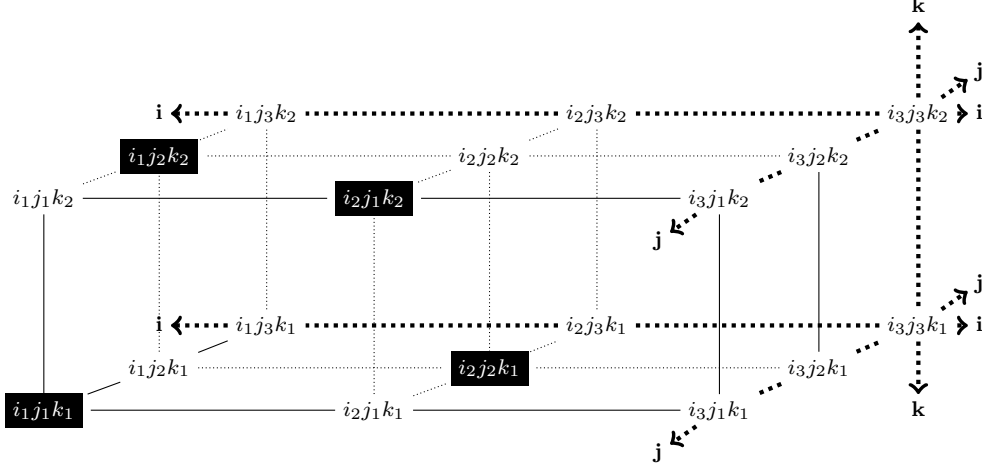 k
j
i i₁j₃k₂ i₂j₃k₂ i₃j₃k₂ i
i₁j₂k₂ i₂j₂k₂ i₃j₂k₂
i₁j₁k₂ i₂j₁k₂ i₃j₁k₂
j
j
i i₁j₃k₁ i₂j₃k₁ i₃j₃k₁ i
i₁j₂k₁ i₂j₂k₁ i₃j₂k₁
i₁j₁k₁ i₂j₁k₁ i₃j₁k₁ k
j